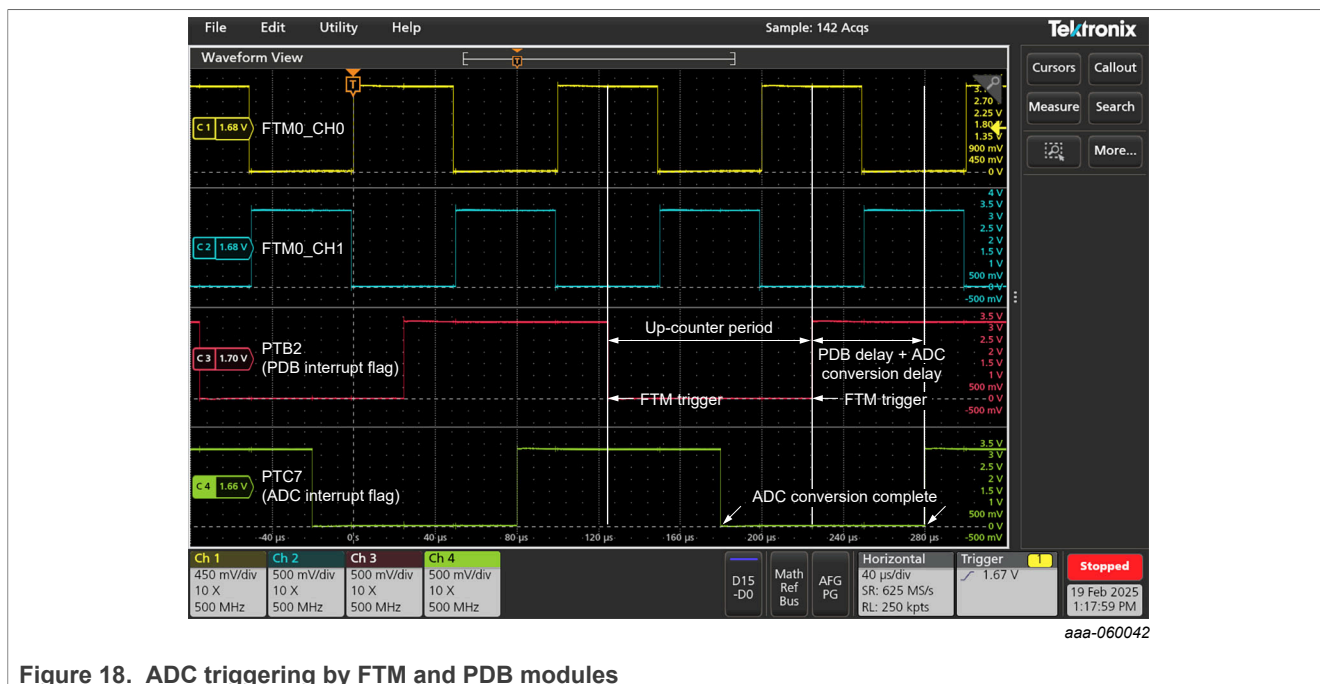 File Edit Utility Help Sample: 142 Acqs Tektronix
Waveform View
Cursors Callout
Measure Search
More...
T
T
C 1 1.68 V FTM0_CH0
2.70
2.25 V
1.80 V
1.35 V
900 mV
450 mV
0 V
C 2 1.68 V FTM0_CH1
4 V
3.5 V
3 V
2.5 V
2 V
1.5 V
1 V
500 mV
0 V
-500 mV
C 3 1.70 V PTB2
(PDB interrupt flag)
Up-counter period
PDB delay + ADC
conversion delay
FTM trigger FTM trigger
3.5 V
3 V
2.5 V
2 V
1.5 V
1 V
500 mV
0 V
-500 mV
C 4 1.66 V PTC7
(ADC interrupt flag)
ADC conversion complete
3.5 V
3 V
2.5 V
2 V
1.5 V
1 V
500 mV
0 V
-500 mV
-40 µs 0 s 40 µs 80 µs 120 µs 160 µs 200 µs 240 µs 280 µs
Ch 1 Ch 2 Ch 3 Ch 4
450 mV/div 500 mV/div 500 mV/div 500 mV/div
10 X 10 X 10 X 10 X
500 MHz 500 MHz 500 MHz 500 MHz
D15
-D0
Math
Ref
Bus
AFG
PG
Horizontal
40 µs/div
SR: 625 MS/s
RL: 250 kpts
Trigger 1
1.67 V
Stopped
19 Feb 2025
1:17:59 PM
aaa-060042
Figure 18. ADC triggering by FTM and PDB modules